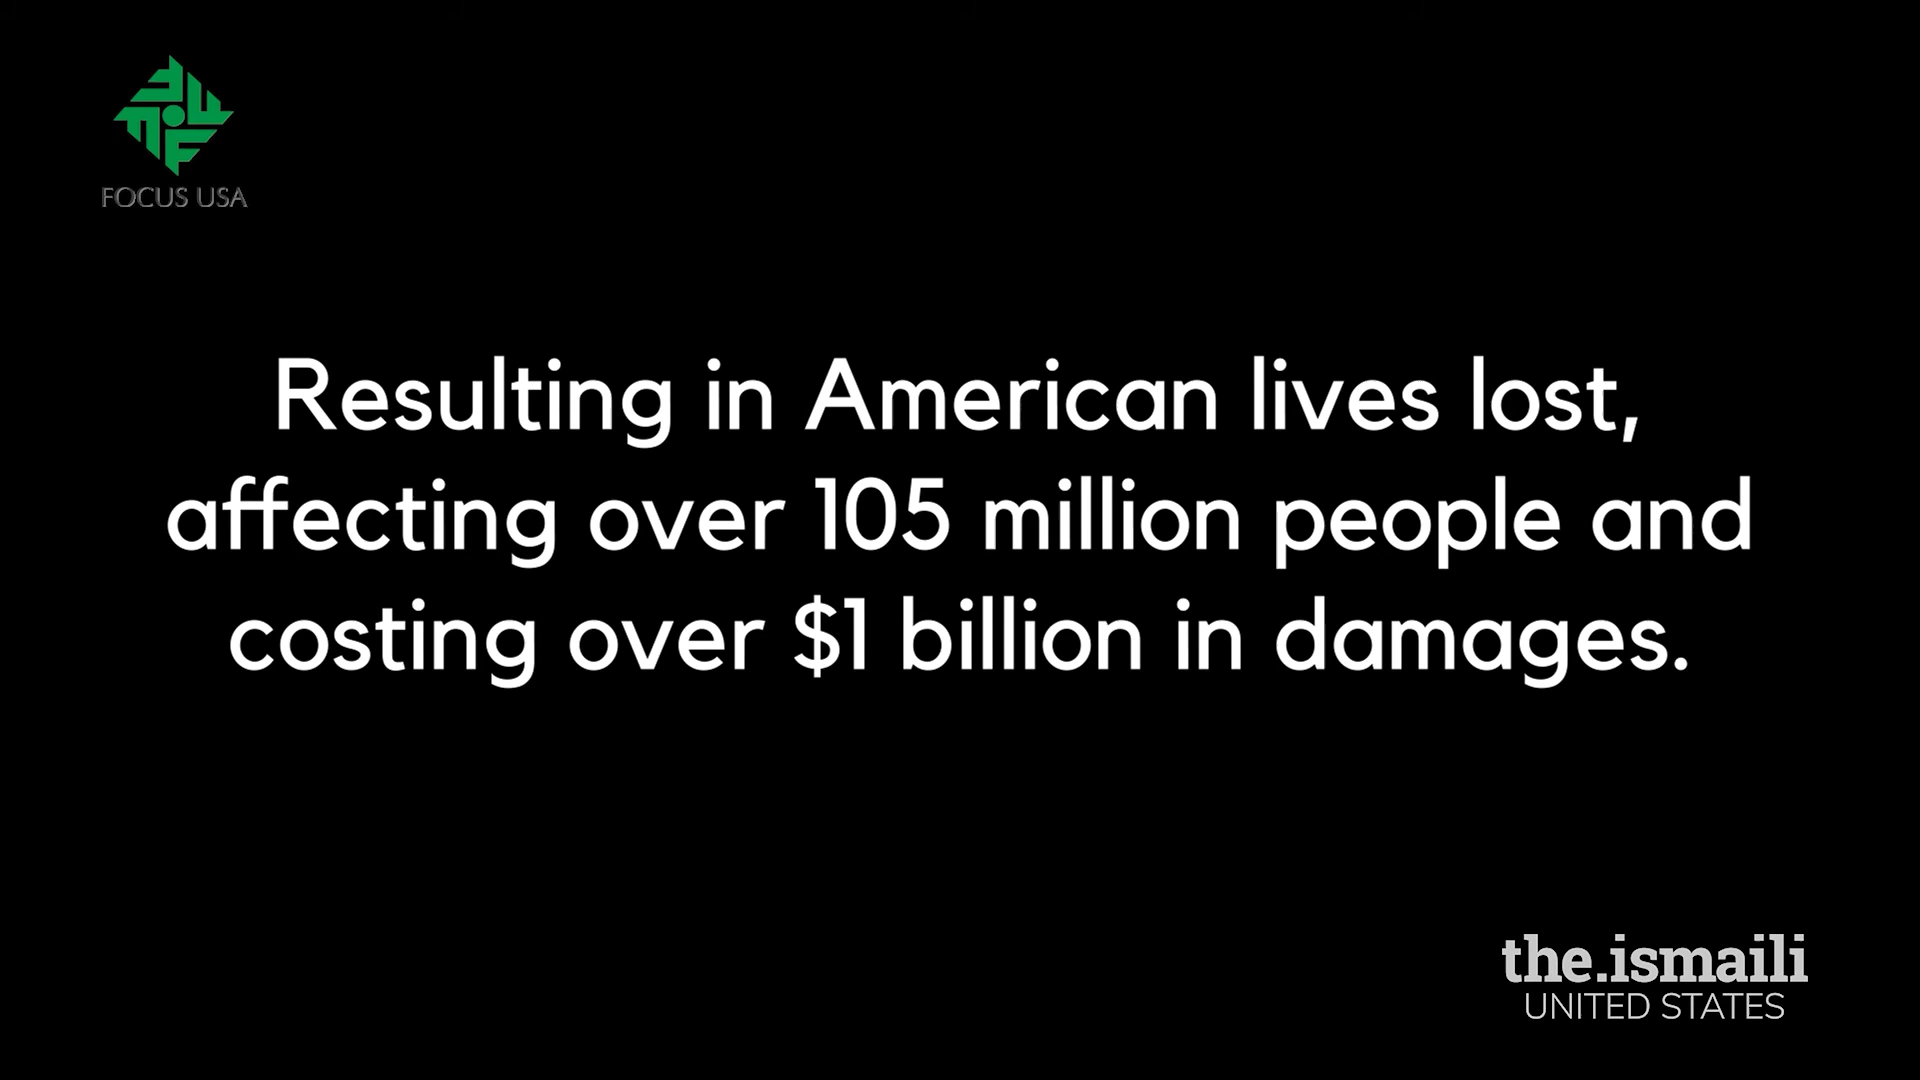 FOCUS USA
Resulting in American lives lost,
affecting over 105 million people and
costing over $1 billion in damages.
the.ismaili
UNITED STATES